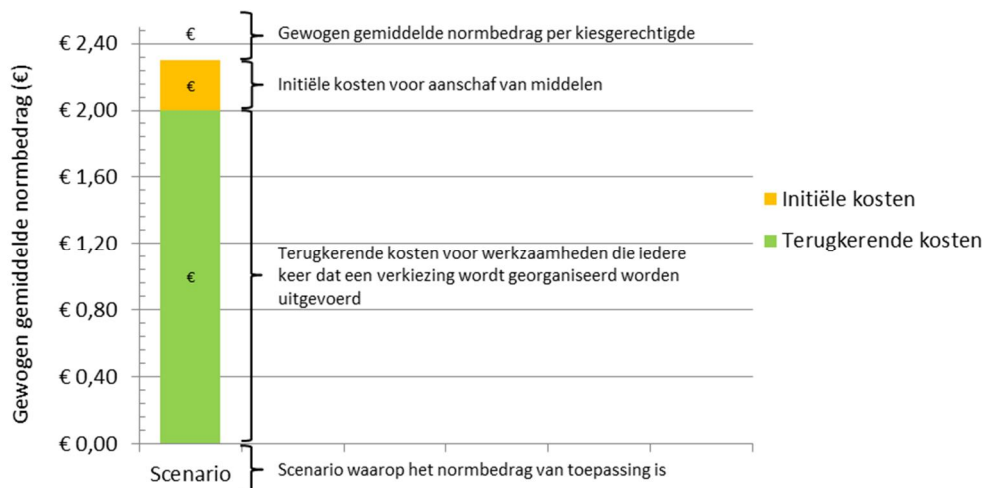 Gewogen gemiddelde normbedrag (€)
€ 2,40
€ 2,00
€ 1,60
€ 1,20
€ 0,80
€ 0,40
€ 0,00
€
€
€
Scenario
Gewogen gemiddelde normbedrag per kiesgerechtigde
Initiële kosten voor aanschaf van middelen
Terugkerende kosten voor werkzaamheden die iedere
keer dat een verkiezing wordt georganiseerd worden
uitgevoerd
Scenario waarop het normbedrag van toepassing is
Initiële kosten
Terugkerende kosten